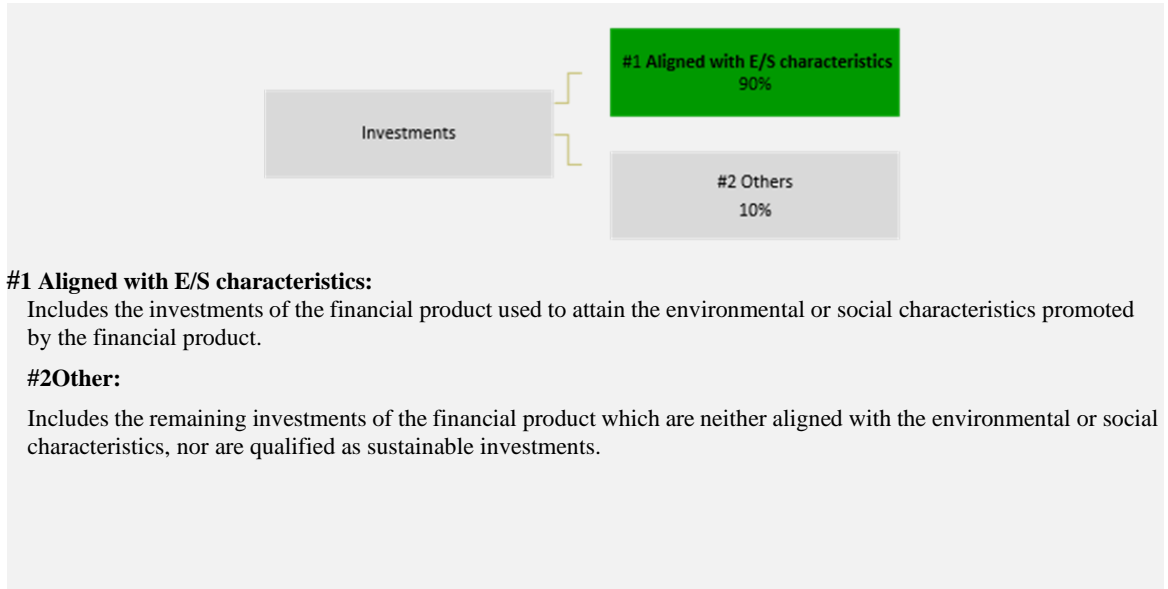 #1 Aligned with E/S characteristics
90%
Investments
#2 Others
10%
#1 Aligned with E/S characteristics:
Includes the investments of the financial product used to attain the environmental or social characteristics promoted
by the financial product.
#2Other:
Includes the remaining investments of the financial product which are neither aligned with the environmental or social
characteristics, nor are qualified as sustainable investments.